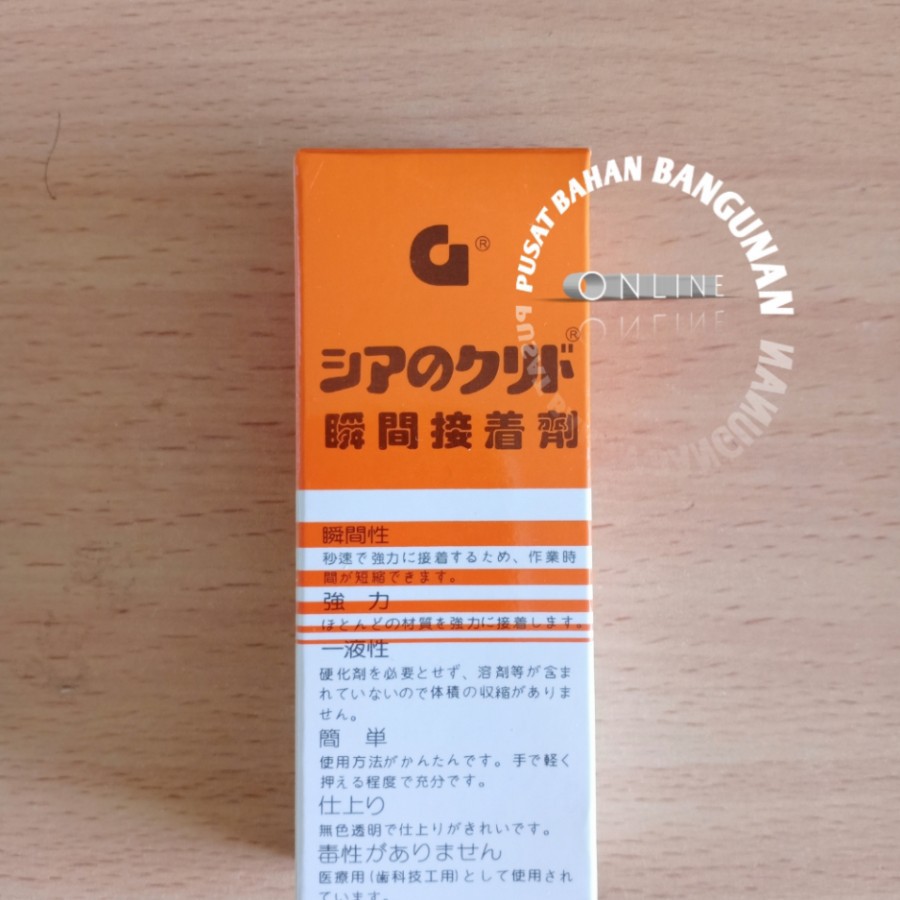 G®
シアのクリド®
瞬間接着剤
瞬間性
秒速で強力に接着するため、作業時
間が短縮できます。
強 力
ほとんどの材質を強力に接着します。
一液性
硬化剤を必要とせず、溶剤等が含ま
れていないので体積の収縮がありま
せん。
簡 単
使用方法がかんたんです。手で軽く
押える程度で充分です。
仕上り
無色透明で仕上りがきれいです。
毒性がありません
医療用(歯科技工用)として使用され
ています。
PUSAT BAHAN BANGUNAN
ONLINE